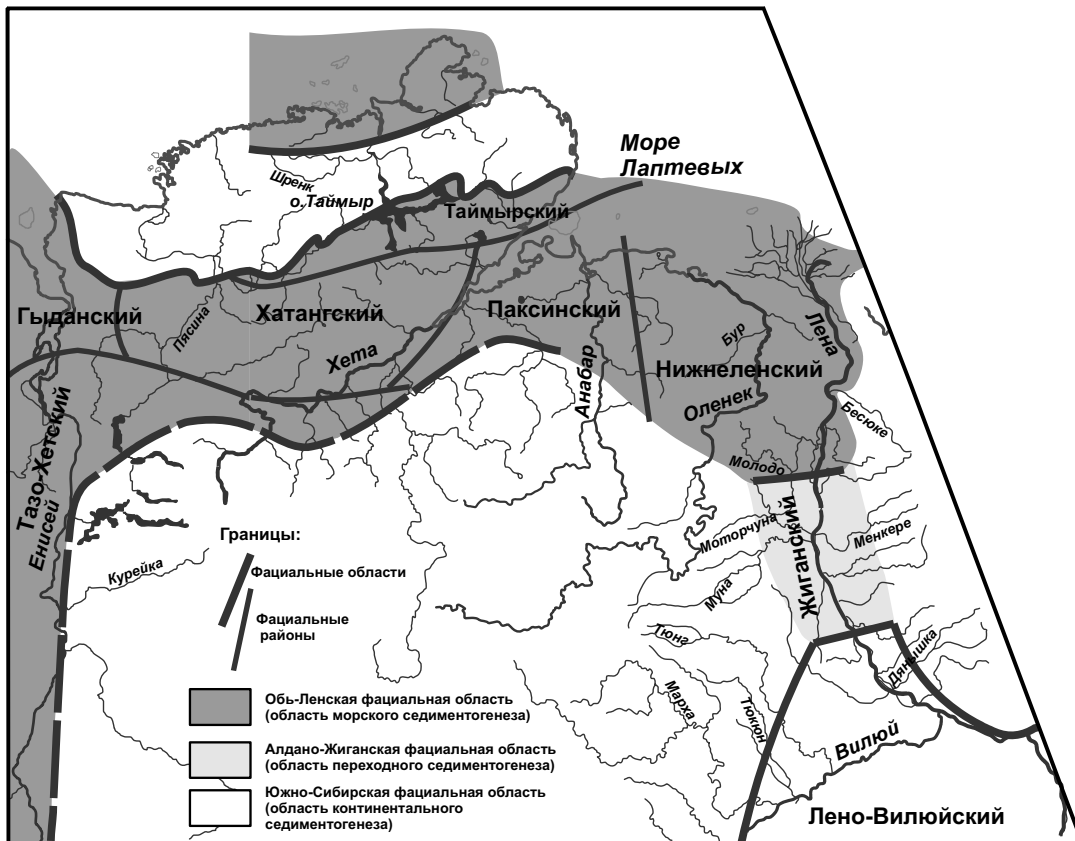 Море
Лаптевых
Шренк
о.Таймыр
Таймырский
Гыданский
Пясина
Хатангский
Паксинский
Хета
Анабар
Бур
Лена
Нижнеленский
Оленек
Бесюке
Тазо-Хетский
Енисей
Молодо
Моторчуна
Жиганский
Менкере
Курейка
Муна
Тюнг
Марха
Тюкюн
Дянышка
Вилюй
Лено-Вилюйский
Границы:
Фациальные области
Фациальные
районы
Обь-Ленская фациальная область
(область морского седиментогенеза)
Алдано-Жиганская фациальная область
(область переходного седиментогенеза)
Южно-Сибирская фациальная область
(область континентального
седиментогенеза)